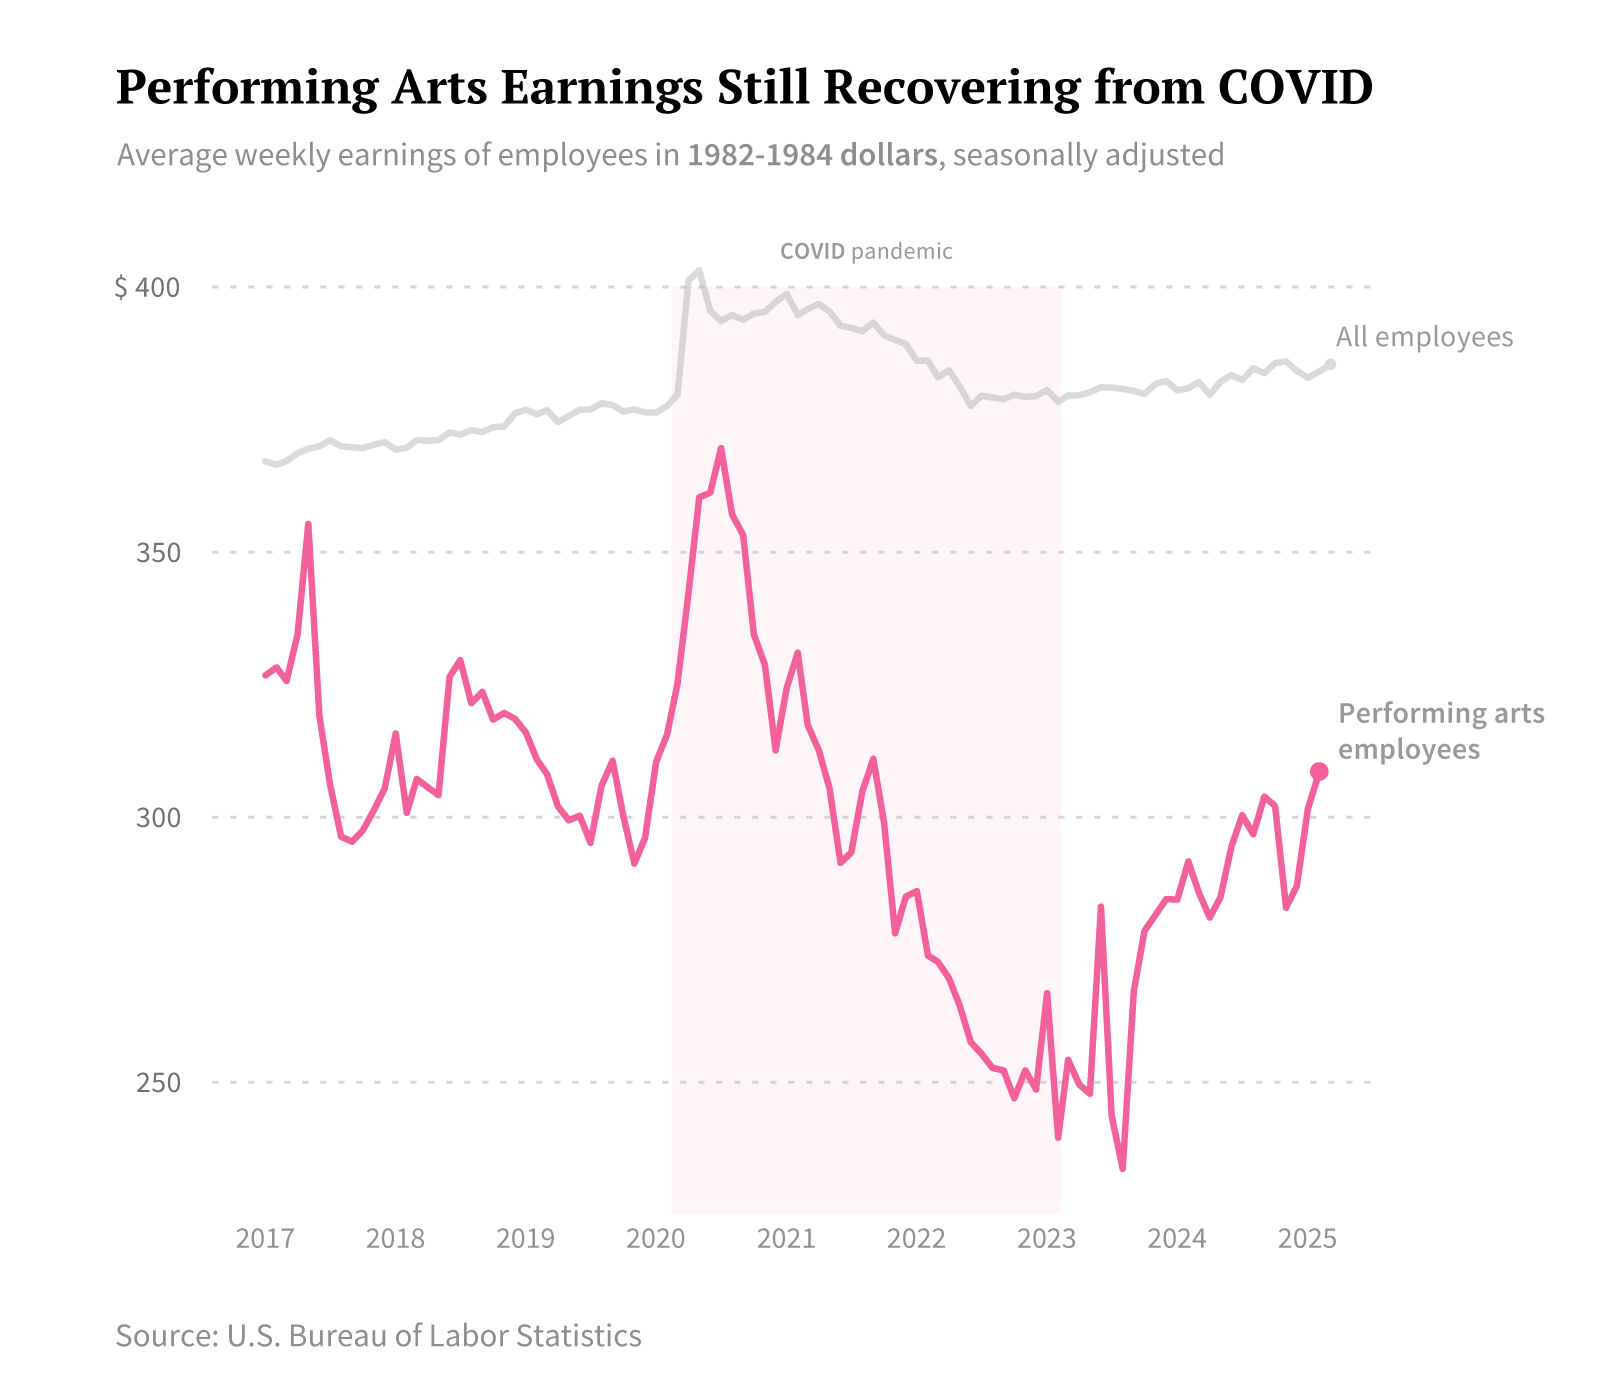 Performing Arts Earnings Still Recovering from COVID
Average weekly earnings of employees in 1982-1984 dollars, seasonally adjusted
COVID pandemic
$ 400
All employees
350
Performing arts
employees
300
250
2017 2018 2019 2020 2021 2022 2023 2024 2025
Source: U.S. Bureau of Labor Statistics